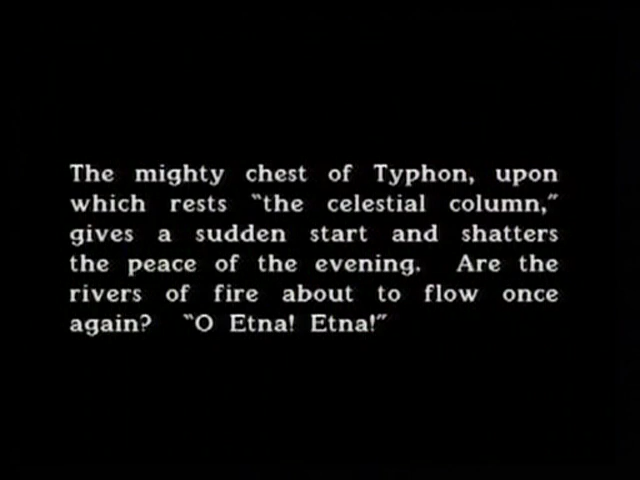 The mighty chest of Typhon, upon
which rests "the celestial column,"
gives a sudden start and shatters
the peace of the evening. Are the
rivers of fire about to flow once
again? "O Etna! Etna!"